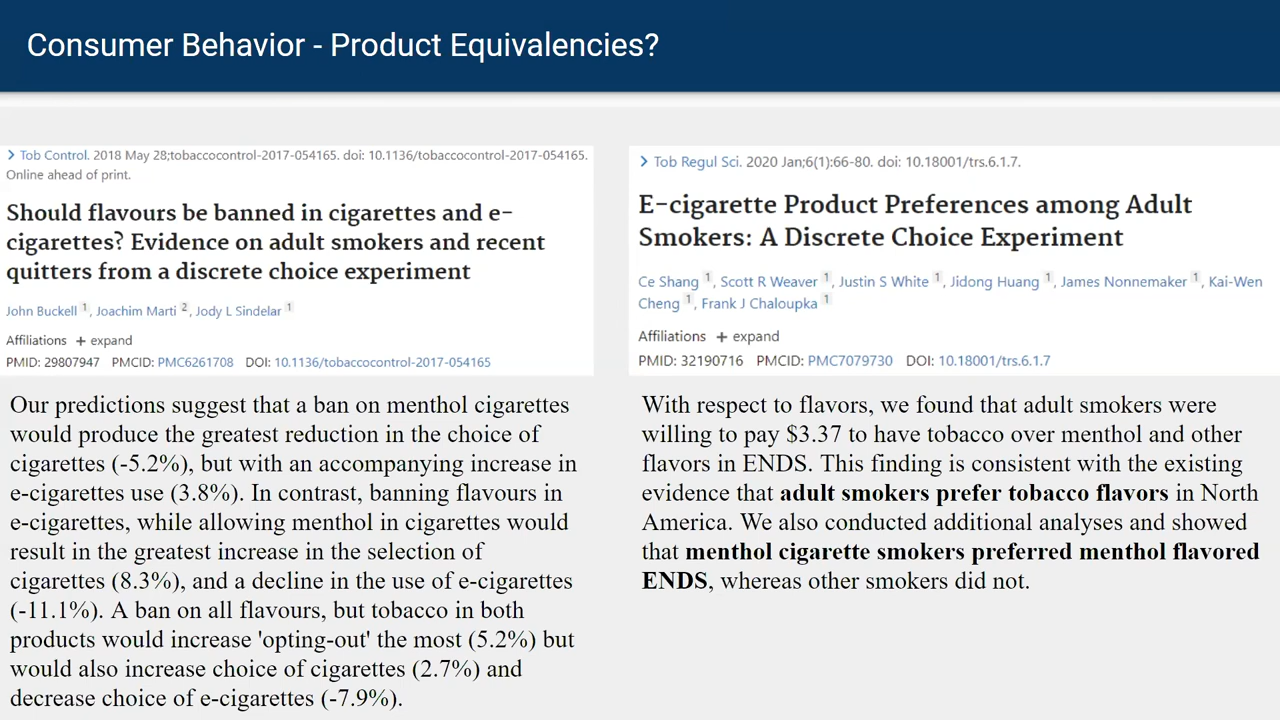 Consumer Behavior - Product Equivalencies?
> Tob Control. 2018 May 28;tobaccocontrol-2017-054165. doi: 10.1136/tobaccocontrol-2017-054165.
Online ahead of print.
Should flavours be banned in cigarettes and e-
cigarettes? Evidence on adult smokers and recent
quitters from a discrete choice experiment
John Buckell 1, Joachim Marti 2, Jody L Sindelar 1
Affiliations + expand
PMID: 29807947 PMCID: PMC6261708 DOI: 10.1136/tobaccocontrol-2017-054165
Our predictions suggest that a ban on menthol cigarettes
would produce the greatest reduction in the choice of
cigarettes (-5.2%), but with an accompanying increase in
e-cigarettes use (3.8%). In contrast, banning flavours in
e-cigarettes, while allowing menthol in cigarettes would
result in the greatest increase in the selection of
cigarettes (8.3%), and a decline in the use of e-cigarettes
(-11.1%). A ban on all flavours, but tobacco in both
products would increase 'opting-out' the most (5.2%) but
would also increase choice of cigarettes (2.7%) and
decrease choice of e-cigarettes (-7.9%).
> Tob Regul Sci. 2020 Jan;6(1):66-80. doi: 10.18001/trs.6.1.7.
E-cigarette Product Preferences among Adult
Smokers: A Discrete Choice Experiment
Ce Shang 1, Scott R Weaver 1, Justin S White 1, Jidong Huang 1, James Nonnemaker 1, Kai-Wen
Cheng 1, Frank J Chaloupka 1
Affiliations + expand
PMID: 32190716 PMCID: PMC7079730 DOI: 10.18001/trs.6.1.7
With respect to flavors, we found that adult smokers were
willing to pay $3.37 to have tobacco over menthol and other
flavors in ENDS. This finding is consistent with the existing
evidence that adult smokers prefer tobacco flavors in North
America. We also conducted additional analyses and showed
that menthol cigarette smokers preferred menthol flavored
ENDS, whereas other smokers did not.